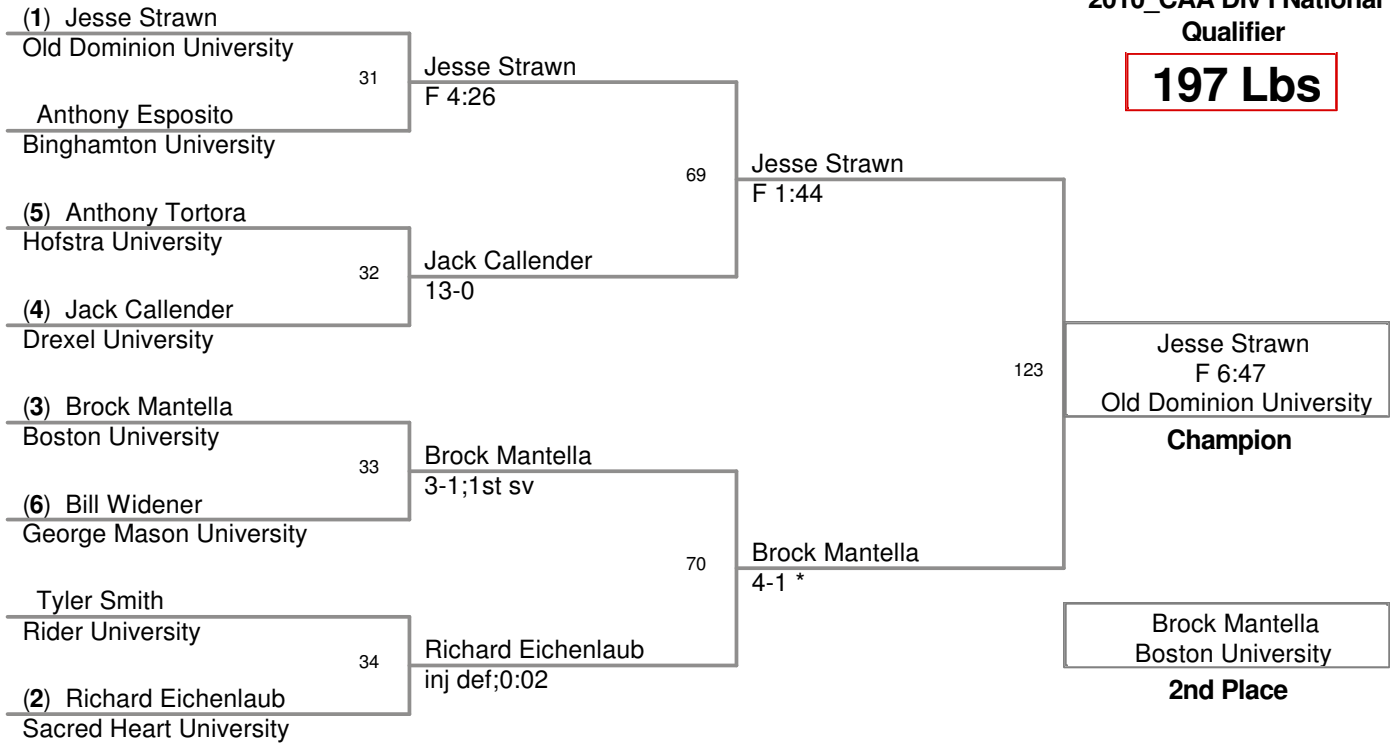 2010_CAA Div I National
Qualifier
197 Lbs
(1) Jesse Strawn
Old Dominion University
31
Anthony Esposito
Binghamton University
Jesse Strawn
F 4:26
(5) Anthony Tortora
Hofstra University
32
(4) Jack Callender
Drexel University
Jack Callender
13-0
69
Jesse Strawn
F 1:44
(3) Brock Mantella
Boston University
33
(6) Bill Widener
George Mason University
Brock Mantella
3-1;1st sv
Tyler Smith
Rider University
34
(2) Richard Eichenlaub
Sacred Heart University
Richard Eichenlaub
inj def;0:02
70
Brock Mantella
4-1 *
123
Jesse Strawn
F 6:47
Old Dominion University
Champion
Brock Mantella
Boston University
2nd Place